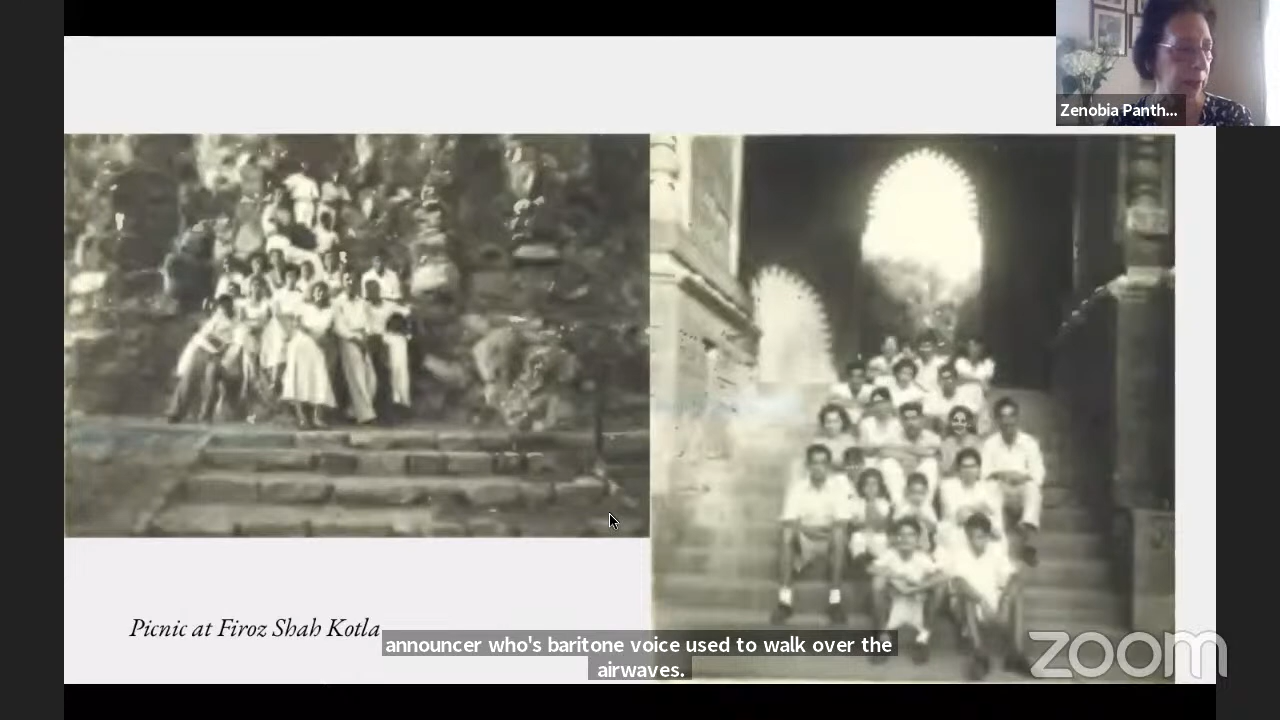 Zenobia Panth...
Picnic at Firoz Shah Kotla
announcer who's baritone voice used to walk over the
airwaves.
zoom